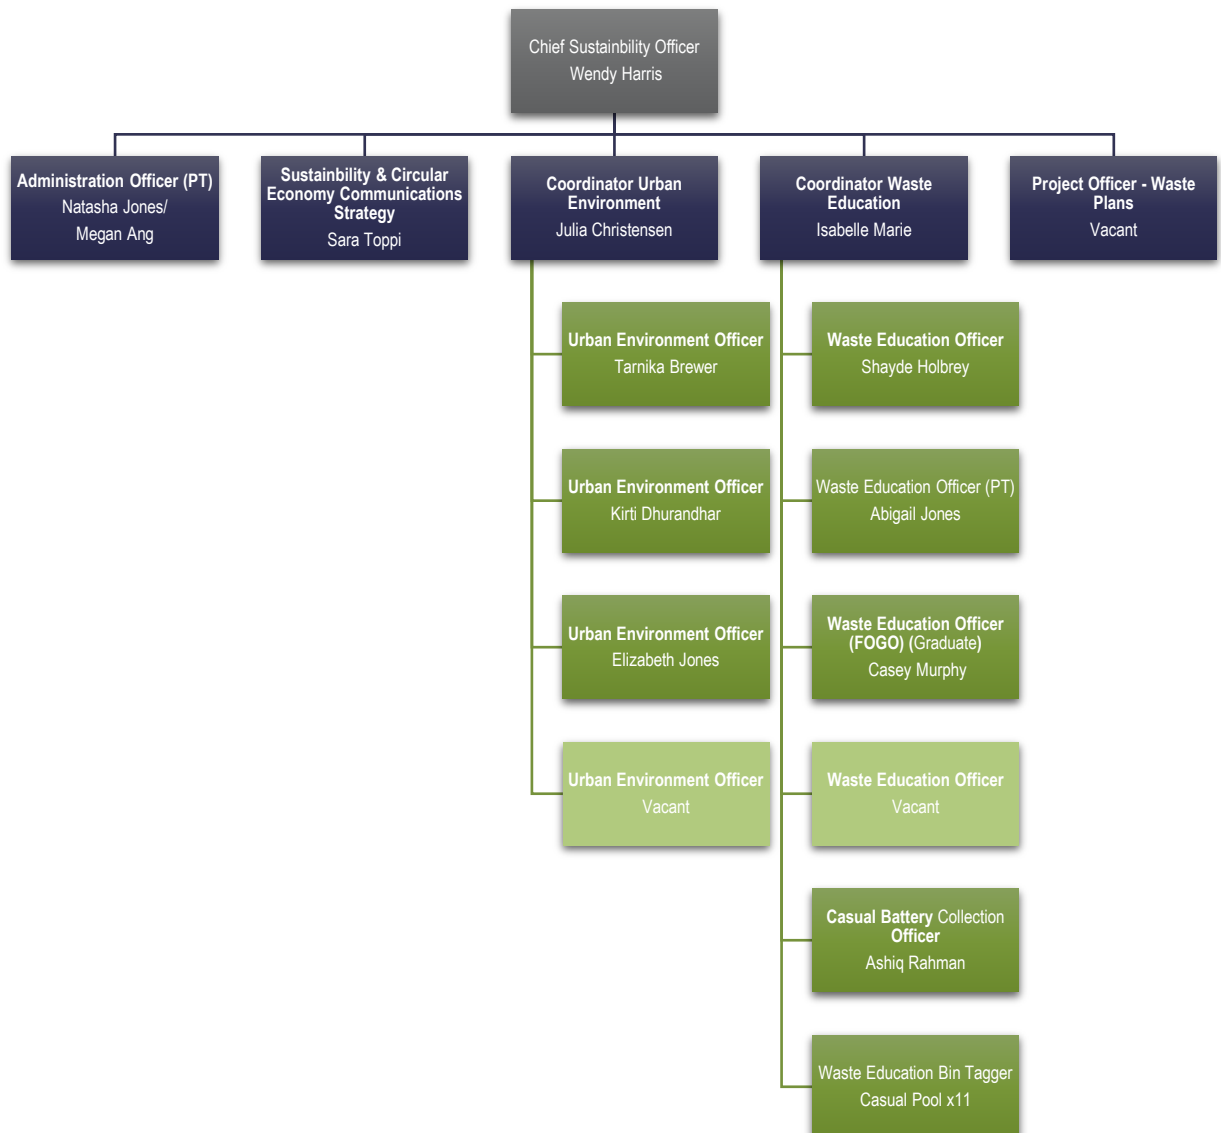 Chief Sustainbility Officer
Wendy Harris
Administration Officer (PT)
Natasha Jones/
Megan Ang
Sustainbility & Circular
Economy Communications
Strategy
Sara Toppi
Coordinator Urban
Environment
Julia Christensen
Coordinator Waste
Education
Isabelle Marie
Project Officer - Waste
Plans
Vacant
Urban Environment Officer
Tarnika Brewer
Urban Environment Officer
Kirti Dhurandhar
Urban Environment Officer
Elizabeth Jones
Urban Environment Officer
Vacant
Waste Education Officer
Shayde Holbrey
Waste Education Officer (PT)
Abigail Jones
Waste Education Officer
(FOGO) (Graduate)
Casey Murphy
Waste Education Officer
Vacant
Casual Battery Collection
Officer
Ashiq Rahman
Waste Education Bin Tagger
Casual Pool x11